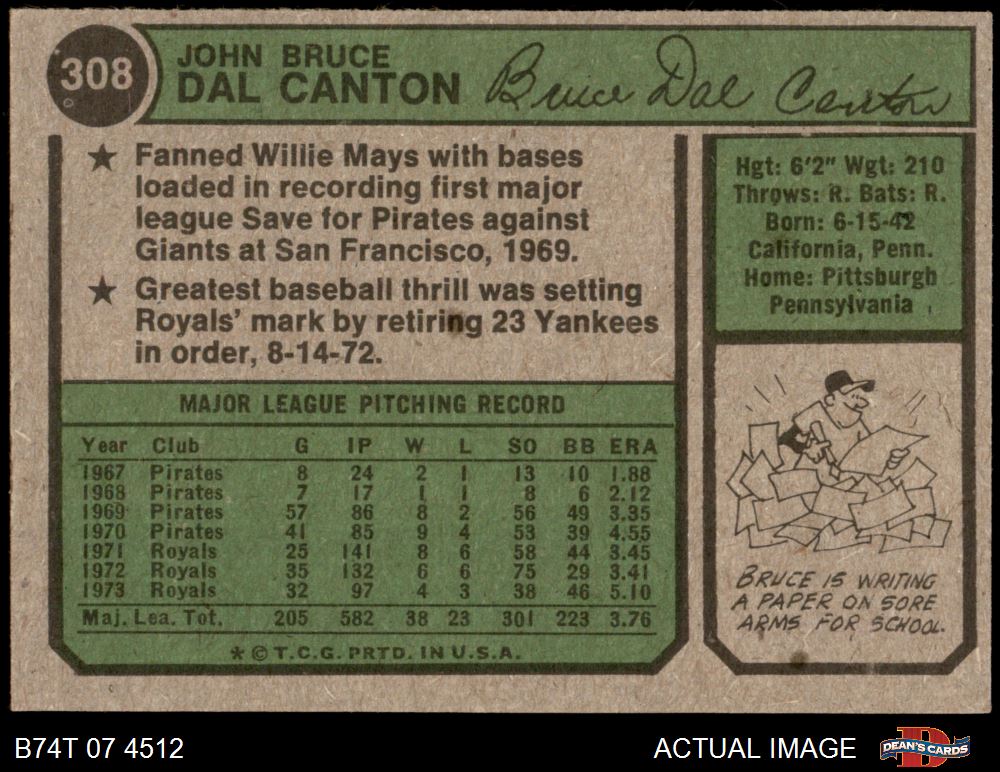 308
JOHN BRUCE
DAL CANTON
Bruce Dal Canton
★ Fanned Willie Mays with bases
loaded in recording first major
league Save for Pirates against
Giants at San Francisco, 1969.
★ Greatest baseball thrill was setting
Royals' mark by retiring 23 Yankees
in order, 8-14-72.
Hgt: 6'2" Wgt: 210
Throws: R. Bats: R.
Born: 6-15-42
California, Penn.
Home: Pittsburgh
Pennsylvania
MAJOR LEAGUE PITCHING RECORD
Year Club G IP W L SO BB ERA
1967 Pirates 8 24 2 1 13 10 1.88
1968 Pirates 7 17 1 1 8 6 2.12
1969 Pirates 57 86 8 2 56 49 3.35
1970 Pirates 41 85 9 4 53 39 4.55
1971 Royals 25 141 8 6 58 44 3.45
1972 Royals 35 132 6 6 75 29 3.41
1973 Royals 32 97 4 3 38 46 5.10
Maj. Lea. Tot. 205 582 38 23 301 223 3.76
* © T.C.G. PRTD. IN U.S.A.
BRUCE IS WRITING
A PAPER ON SORE
ARMS FOR SCHOOL.
B74T 07 4512
ACTUAL IMAGE
DEAN'S CARDS